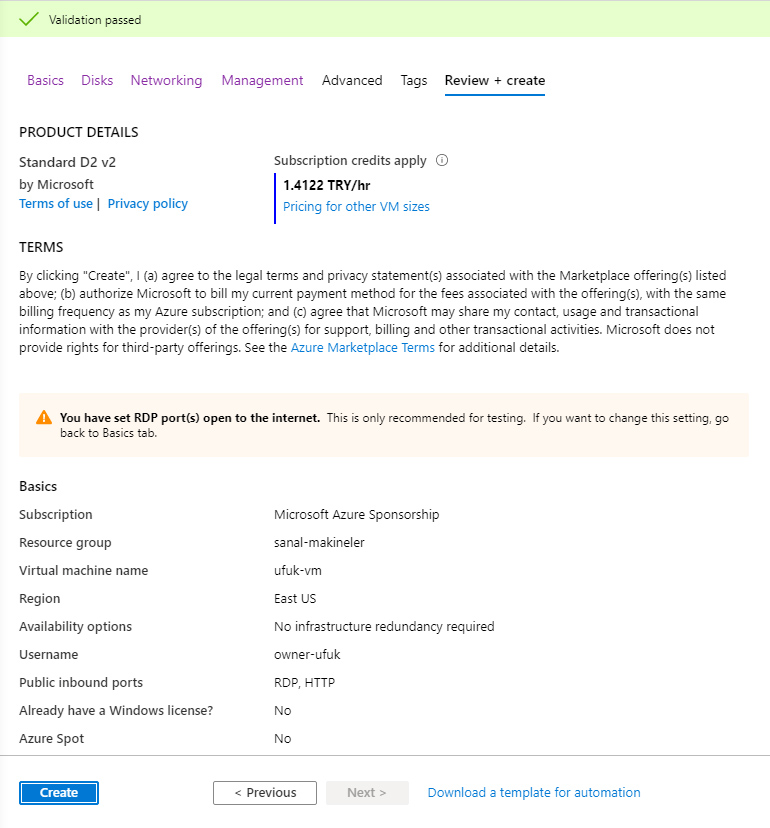 Validation passed
Basics Disks Networking Management Advanced Tags Review + create
PRODUCT DETAILS
Standard D2 v2
by Microsoft
Terms of use | Privacy policy
Subscription credits apply
1.4122 TRY/hr
Pricing for other VM sizes
TERMS
By clicking "Create", I (a) agree to the legal terms and privacy statement(s) associated with the Marketplace offering(s) listed
above; (b) authorize Microsoft to bill my current payment method for the fees associated with the offering(s), with the same
billing frequency as my Azure subscription; and (c) agree that Microsoft may share my contact, usage and transactional
information with the provider(s) of the offering(s) for support, billing and other transactional activities. Microsoft does not
provide rights for third-party offerings. See the Azure Marketplace Terms for additional details.
You have set RDP port(s) open to the internet. This is only recommended for testing. If you want to change this setting, go
back to Basics tab.
Basics
Subscription Microsoft Azure Sponsorship
Resource group sanal-makineler
Virtual machine name ufuk-vm
Region East US
Availability options No infrastructure redundancy required
Username owner-ufuk
Public inbound ports RDP, HTTP
Already have a Windows license? No
Azure Spot No
Create < Previous Next > Download a template for automation